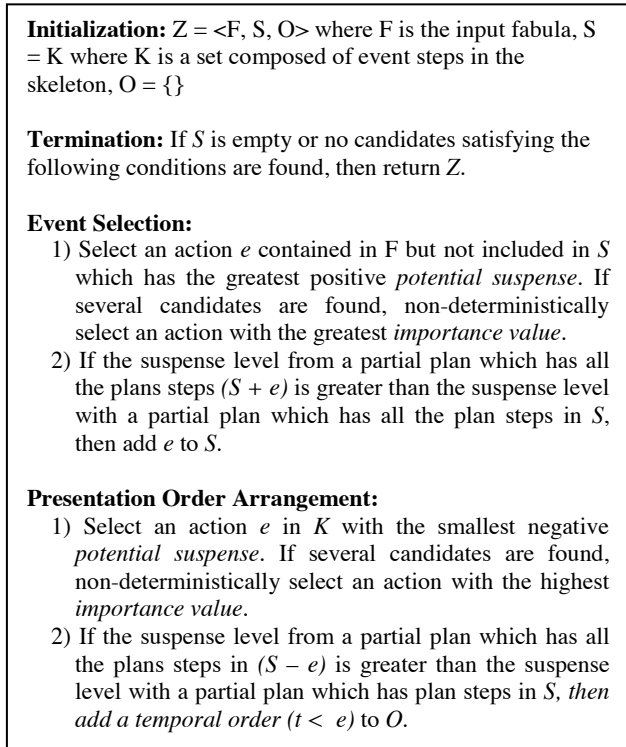 Initialization: Z = <F, S, O> where F is the input fabula, S
= K where K is a set composed of event steps in the
skeleton, O = {}
Termination: If S is empty or no candidates satisfying the
following conditions are found, then return Z.
Event Selection:
1) Select an action e contained in F but not included in S
which has the greatest positive potential suspense. If
several candidates are found, non-deterministically
select an action with the greatest importance value.
2) If the suspense level from a partial plan which has all
the plans steps (S + e) is greater than the suspense level
with a partial plan which has all the plan steps in S,
then add e to S.
Presentation Order Arrangement:
1) Select an action e in K with the smallest negative
potential suspense. If several candidates are found,
non-deterministically select an action with the highest
importance value.
2) If the suspense level from a partial plan which has all
the plans steps in (S – e) is greater than the suspense
level with a partial plan which has plan steps in S, then
add a temporal order (t < e) to O.